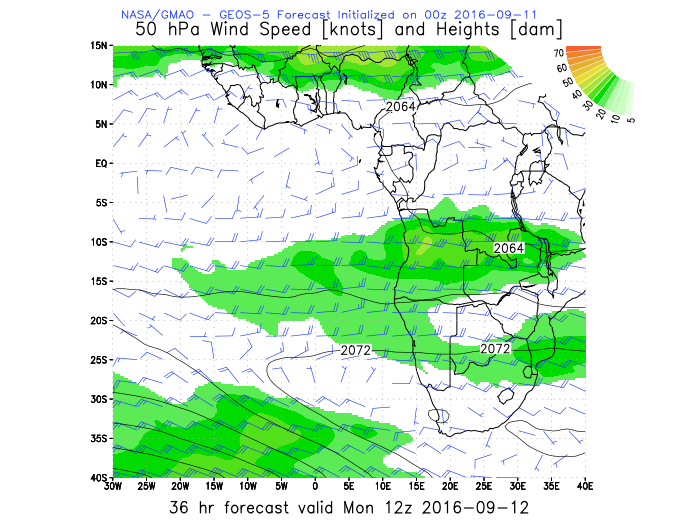 NASA/GMAO – GEOS-5 Forecast Initialized on 00z 2016-09-11
50 hPa Wind Speed [knots] and Heights [dam]
15N
10N
5N
EQ
5S
10S
15S
20S
25S
30S
35S
40S
2064
2064
2072
2072
70
60
50
40
30
20
10
5
30W 25W 20W 15W 10W 5W 0 5E 10E 15E 20E 25E 30E 35E 40E
36 hr forecast valid Mon 12z 2016-09-12